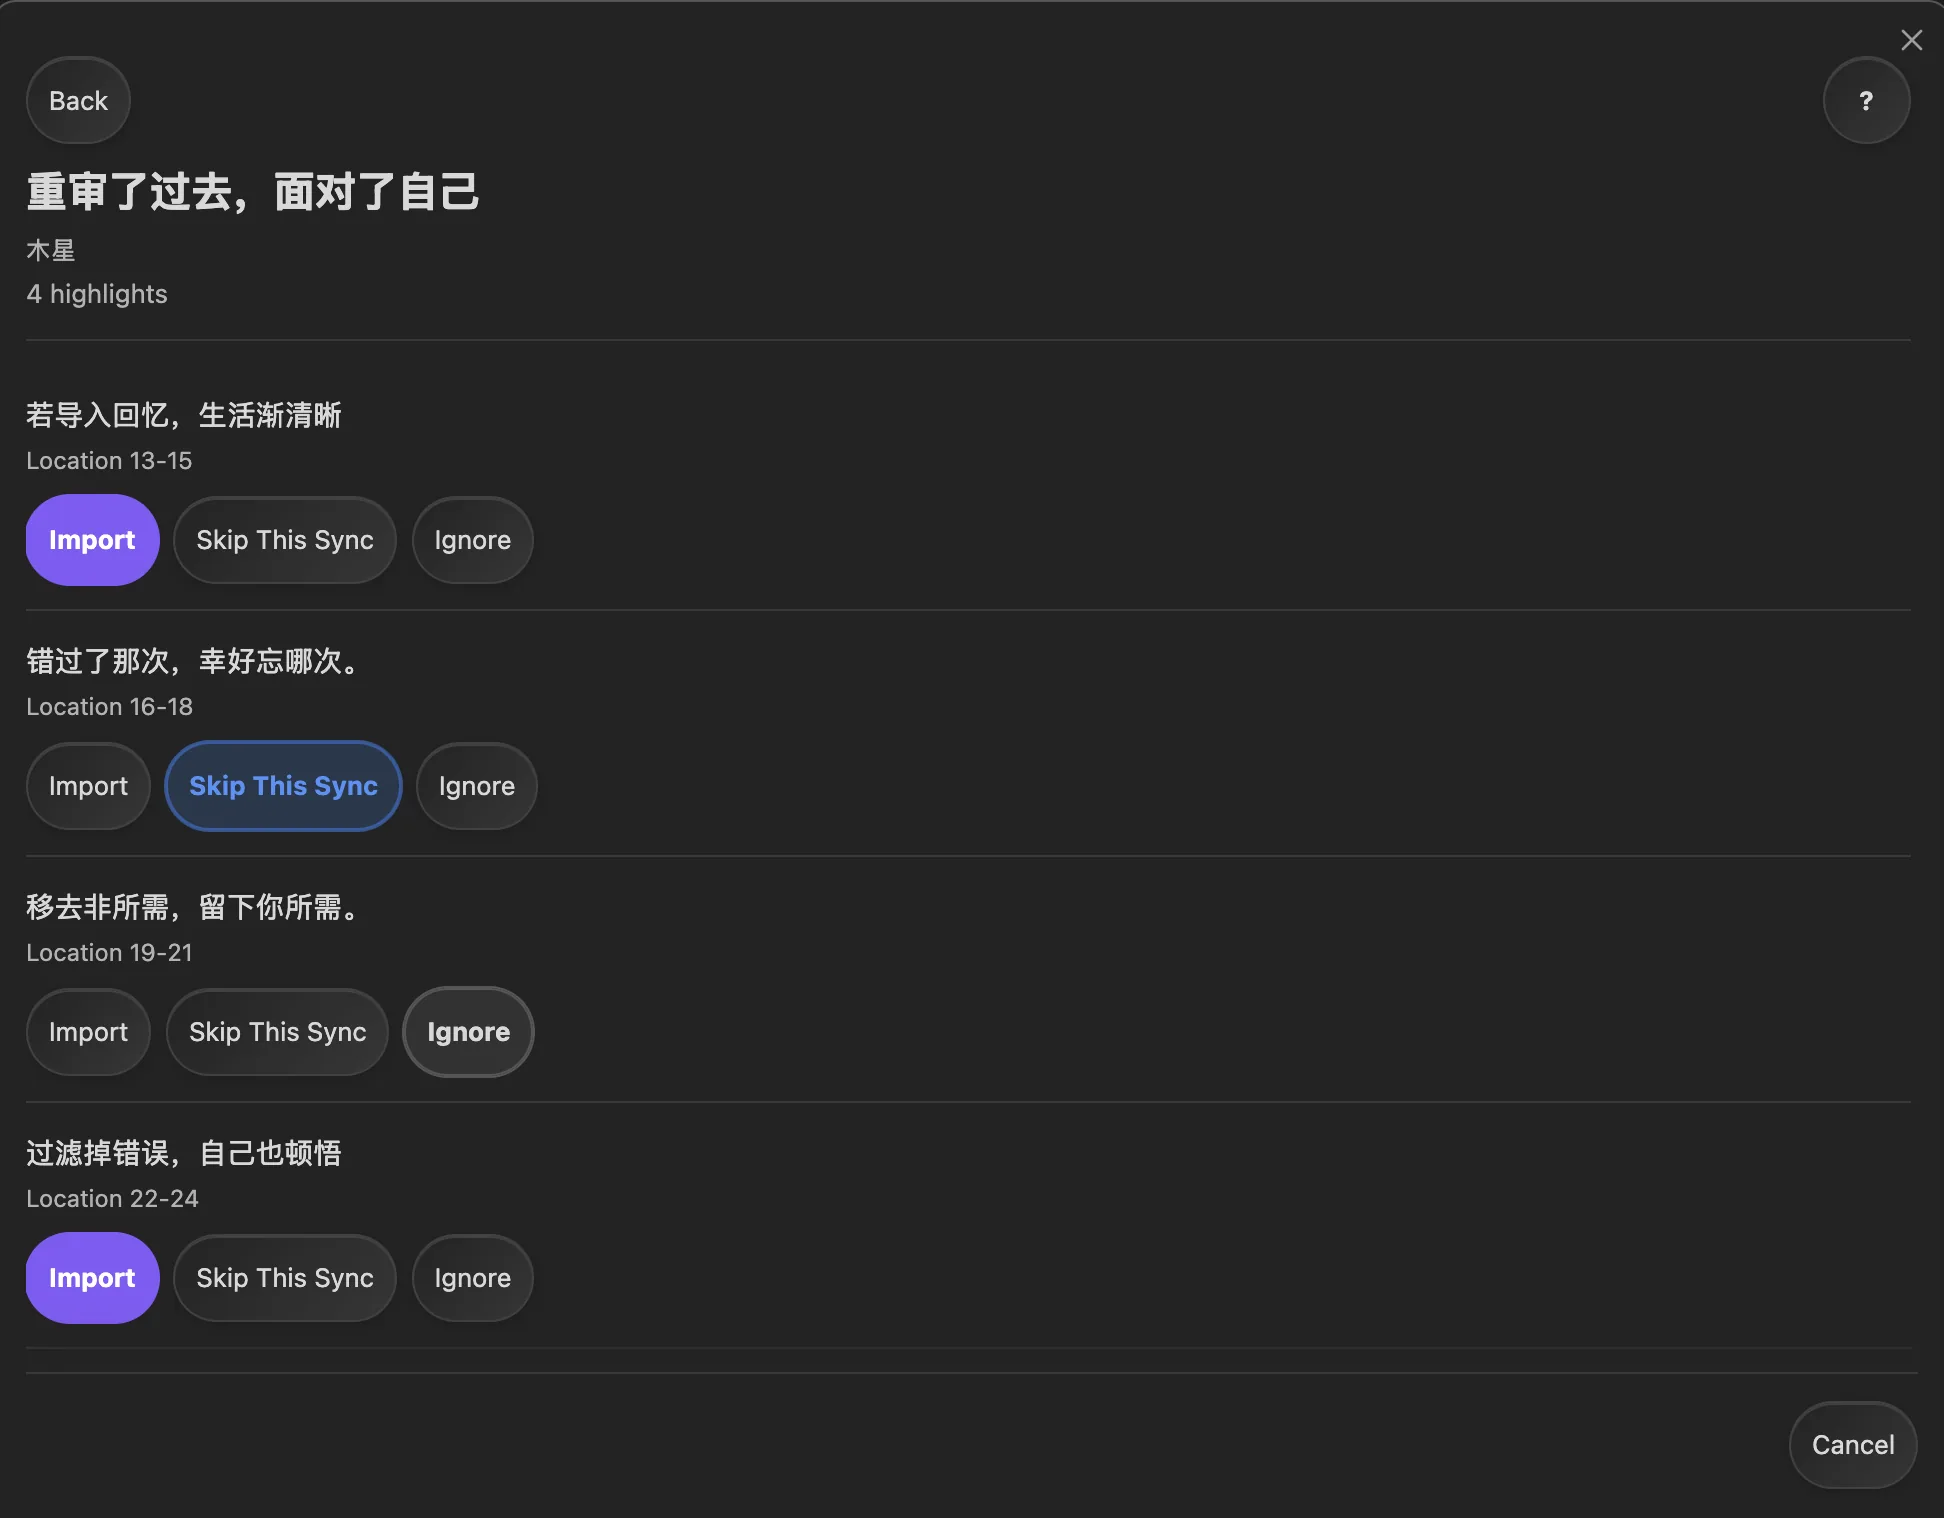 Back
?
重审了过去，面对了自己
木星
4 highlights
若导入回忆，生活渐清晰
Location 13-15
Import Skip This Sync Ignore
错过了那次，幸好忘哪次。
Location 16-18
Import Skip This Sync Ignore
移去非所需，留下你所需。
Location 19-21
Import Skip This Sync Ignore
过滤掉错误，自己也顿悟
Location 22-24
Import Skip This Sync Ignore
Cancel